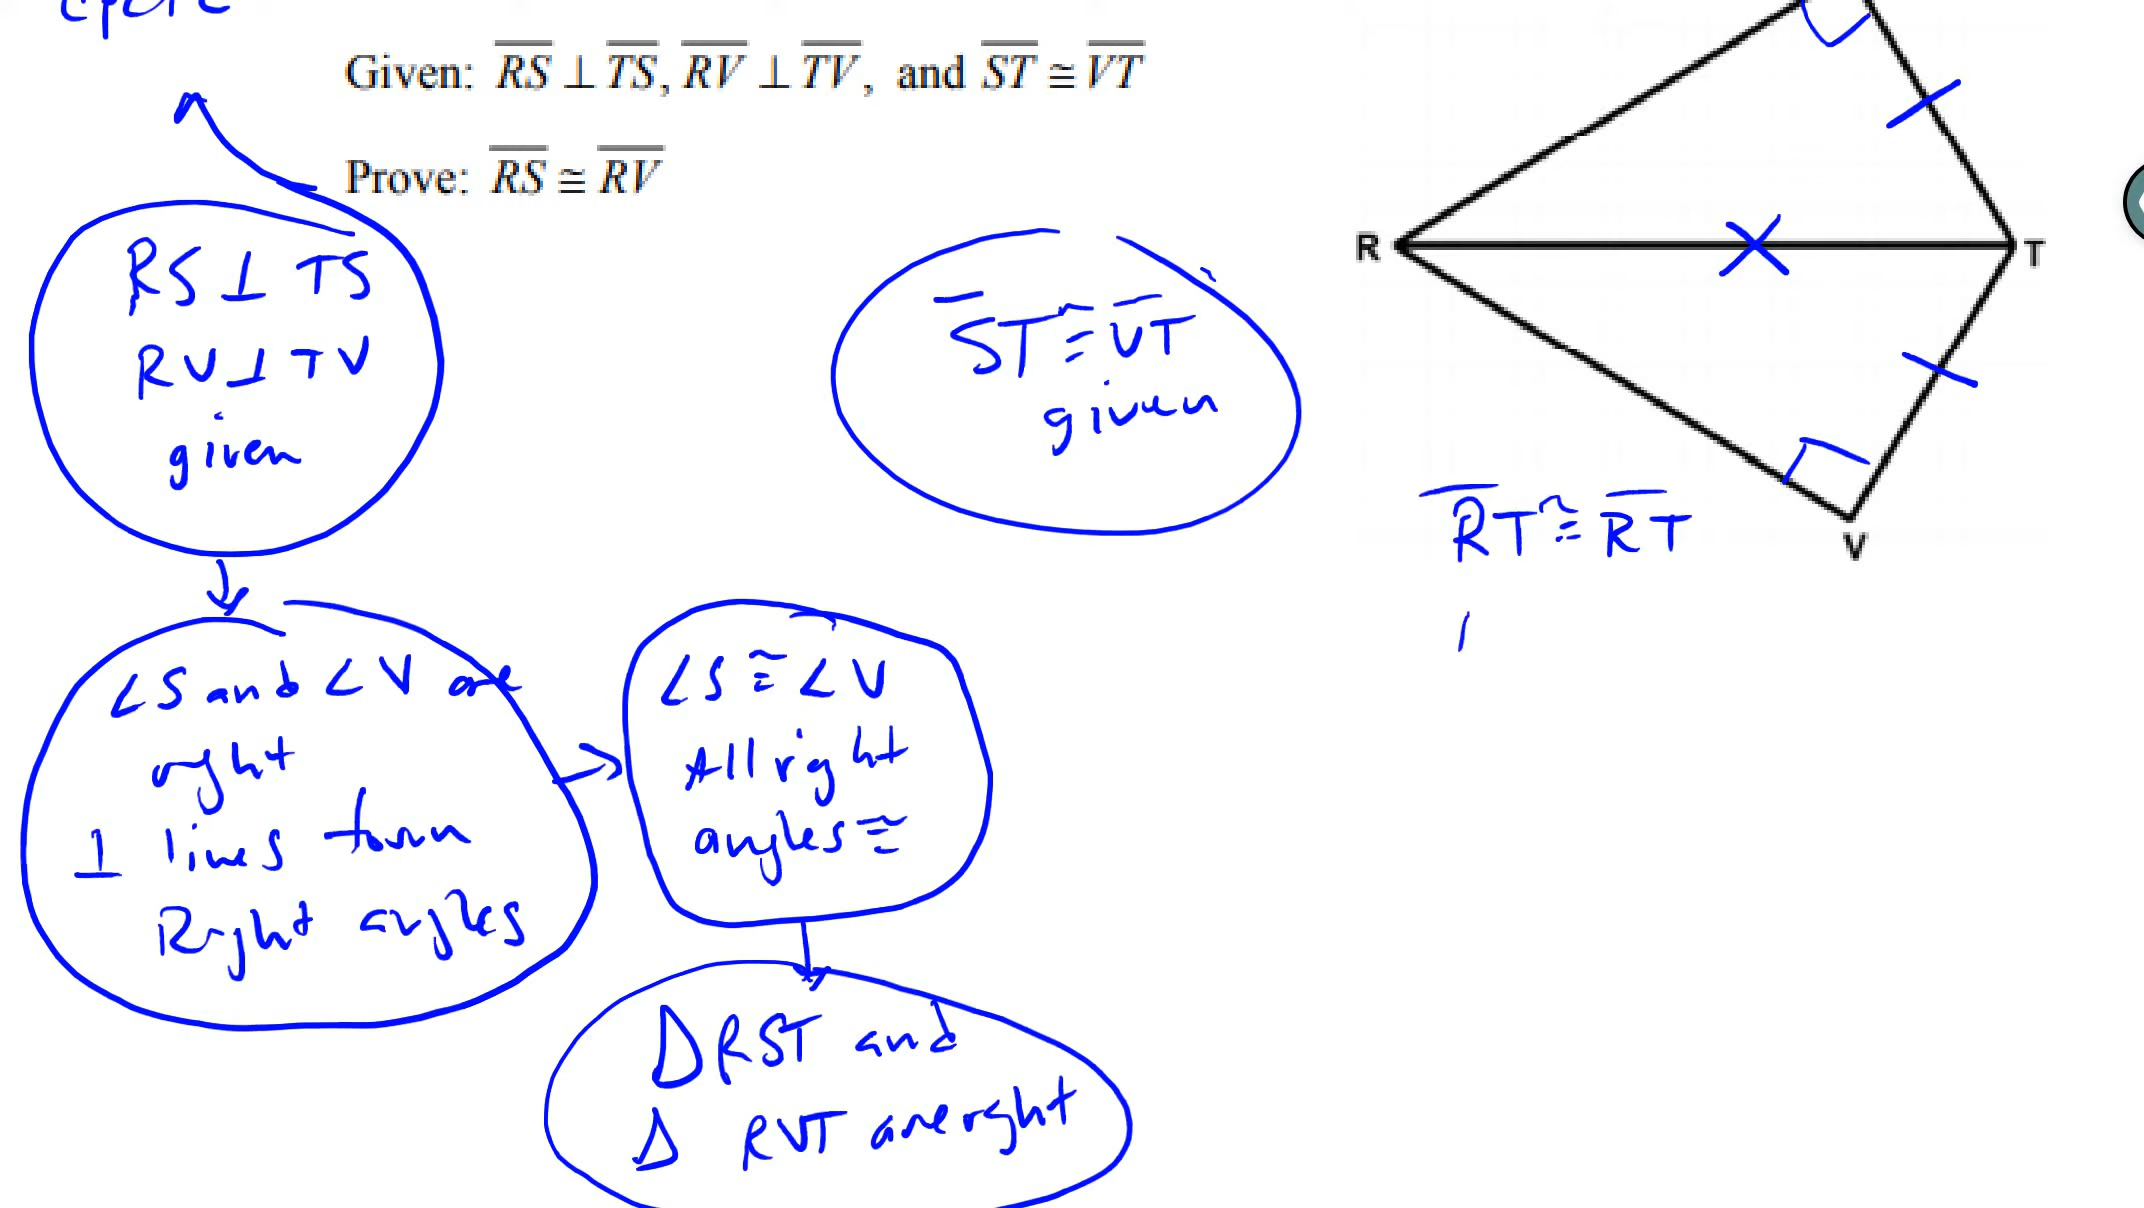 Given: RS ⊥ TS, RV ⊥ TV, and ST ≅ VT
Prove: RS ≅ RV
RS ⊥ TS
RV ⊥ TV
given
ST ≅ VT
given
R
T
V
RT ≅ RT
∠S and ∠V are
right
⊥ lines form
Right angles
∠S ≅ ∠V
All right
angles ≅
Δ RST and
Δ RVT are right